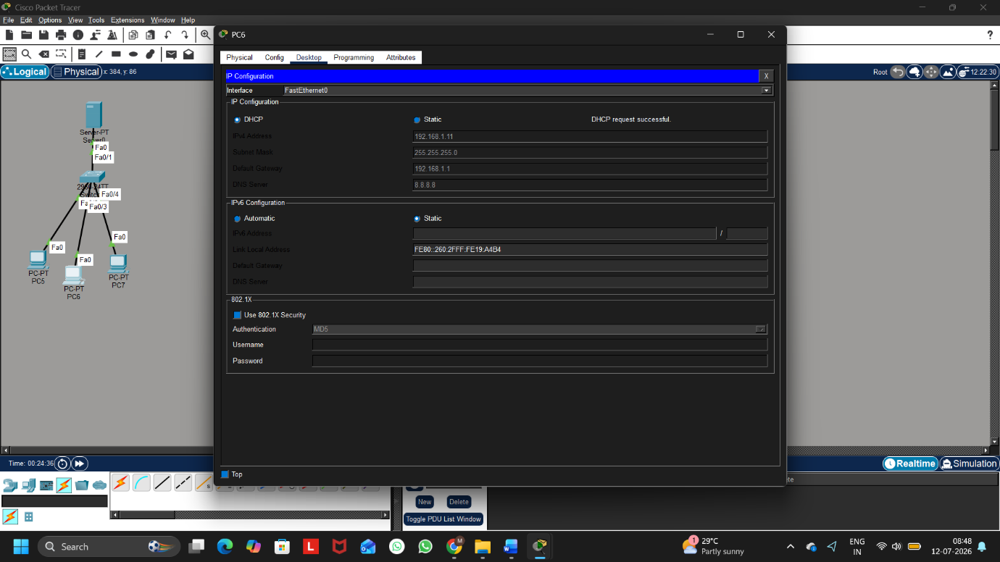 Cisco Packet Tracer
File Edit Options View Tools Extensions Window Help
?
Logical Physical x: 384, y: 86
Root 12:22:30
PC6
Physical Config Desktop Programming Attributes
IP Configuration X
Interface FastEthernet0
IP Configuration
DHCP Static DHCP request successful.
IPv4 Address 192.168.1.11
Subnet Mask 255.255.255.0
Default Gateway 192.168.1.1
DNS Server 8.8.8.8
IPv6 Configuration
Automatic Static
IPv6 Address /
Link Local Address FE80::260:2FFF:FE19:A4B4
Default Gateway
DNS Server
802.1X
Use 802.1X Security
Authentication MD5
Username
Password
Top
Server-PT
Server0
Fa0
Fa0/1
Fa0/4
Fa0/3
Fa0
Fa0
Fa0
PC-PT
PC5
PC-PT
PC6
PC-PT
PC7
Time: 00:24:36
Realtime Simulation
New Delete
Toggle PDU List Window
Search
1
29°C
Partly sunny
ENG
IN
08:48
12-07-2026